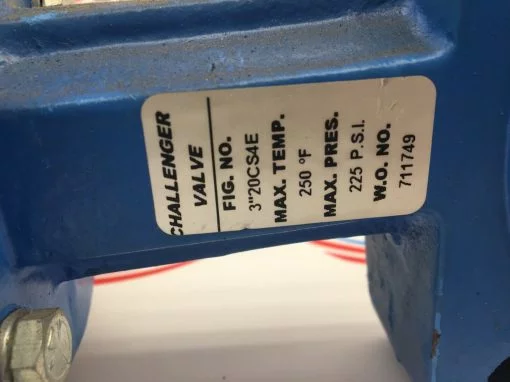 CHALLENGER
VALVE
FIG. NO.
3"20CS4E
MAX. TEMP.
250 °F
MAX. PRES.
225 P.S.I.
W.O. NO.
711749